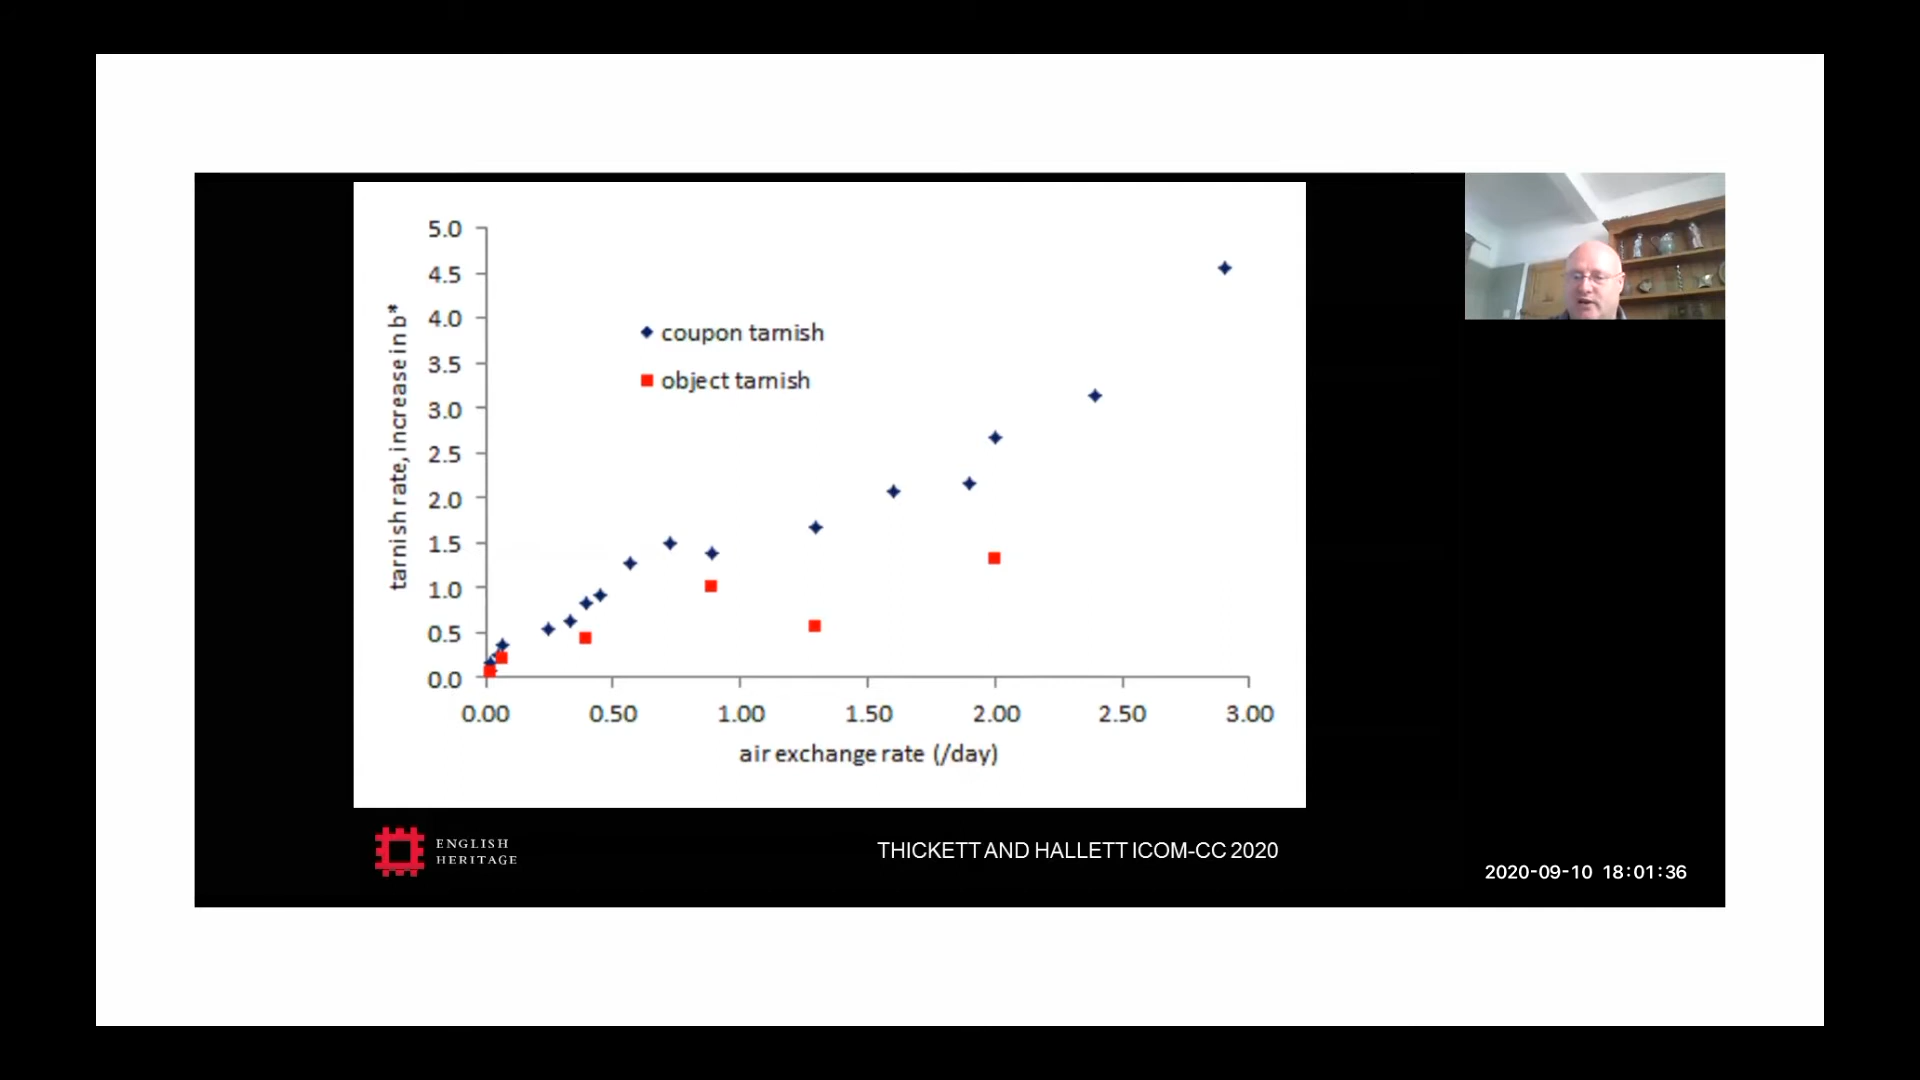 5.0
4.5
4.0
3.5
3.0
2.5
2.0
1.5
1.0
0.5
0.0
tarnish rate, increase in b*
coupon tarnish
object tarnish
0.00 0.50 1.00 1.50 2.00 2.50 3.00
air exchange rate (/day)
ENGLISH
HERITAGE
THICKETT AND HALLETT ICOM-CC 2020
2020-09-10 18:01:36